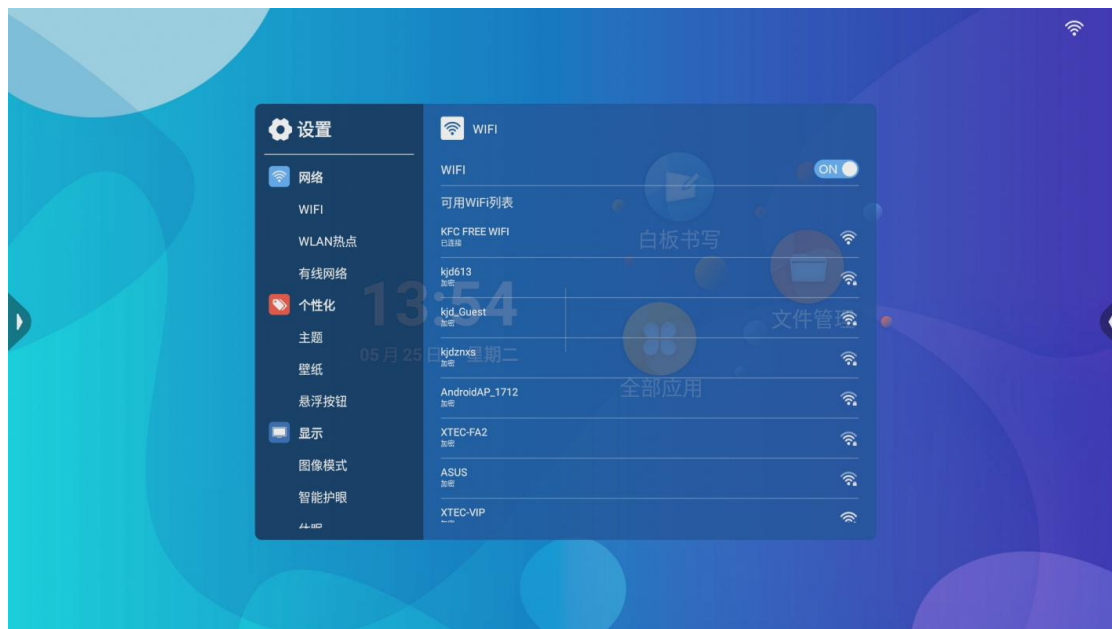 设置
网络
WIFI
WLAN热点
有线网络
个性化
主题
壁纸
悬浮按钮
显示
图像模式
智能护眼
休眠
WIFI
WIFI
ON
可用WiFi列表
KFC FREE WIFI
已连接
kjd613
加密
kjd_Guest
加密
kjdznxs
加密
AndroidAP_1712
加密
XTEC-FA2
加密
ASUS
加密
XTEC-VIP
13:54
05月25日 星期二
白板书写
文件管理
全部应用